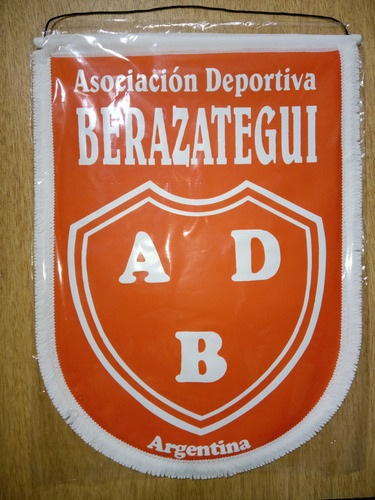 Asociación Deportiva
BERAZATEGUI
A D
B
Argentina